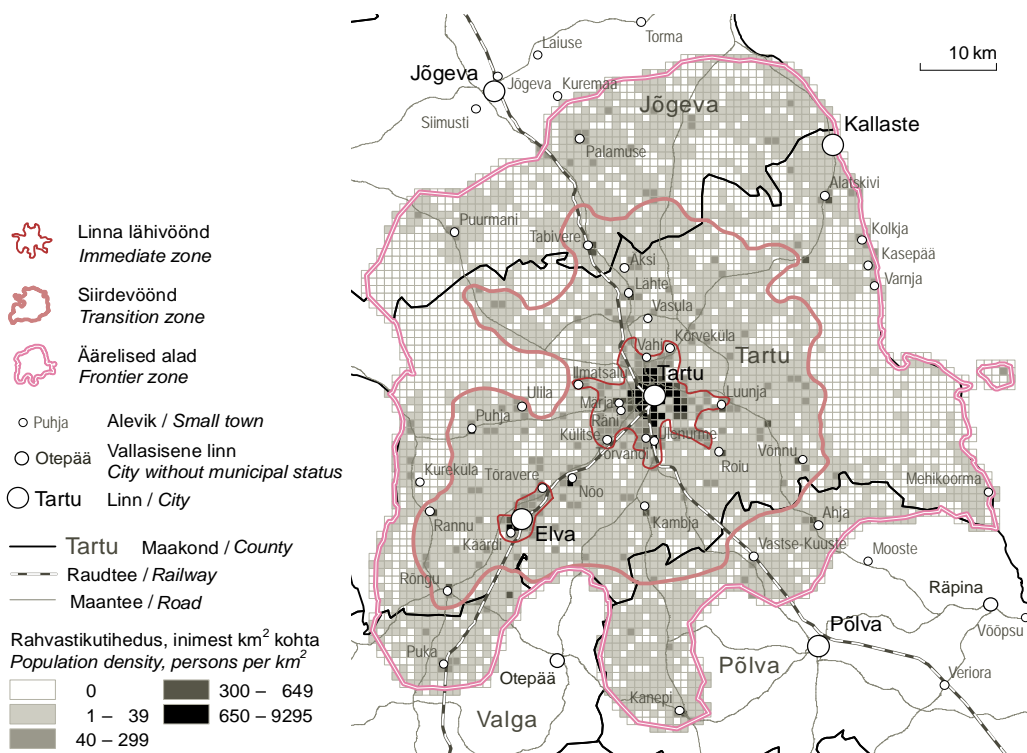 Linna lähivöönd
Immediate zone
Siirdevöönd
Transition zone
Äärelised alad
Frontier zone
Puhja Alevik / Small town
Otepää Vallasisene linn
City without municipal status
Tartu Linn / City
Tartu Maakond / County
Raudtee / Railway
Maantee / Road
Rahvastikutihedus, inimest km² kohta
Population density, persons per km²
0
1 – 39
40 – 299
300 – 649
650 – 9295
10 km
Torma
Laiuse
Jõgeva
Jõgeva
Kuremaa
Siimusti
Jõgeva
Kallaste
Palamuse
Alatskivi
Puurmani
Tabivere
Kolkja
Kasepää
Varnja
Aksi
Lähte
Vasula
Kõrveküla
Vahi
Tartu
Tartu
Ilmatsalu
Ülila
Märja
Räni
Luunja
Puhja
Külitse
Ülenurme
Tõrvandi
Roiu
Võnnu
Kureküla
Tõravere
Nõo
Mehikoorma
Rannu
Elva
Käärdi
Kambja
Ahja
Vastse-Kuuste
Mooste
Rõngu
Räpina
Võõpsu
Põlva
Põlva
Puka
Otepää
Veriora
Valga
Kanepi